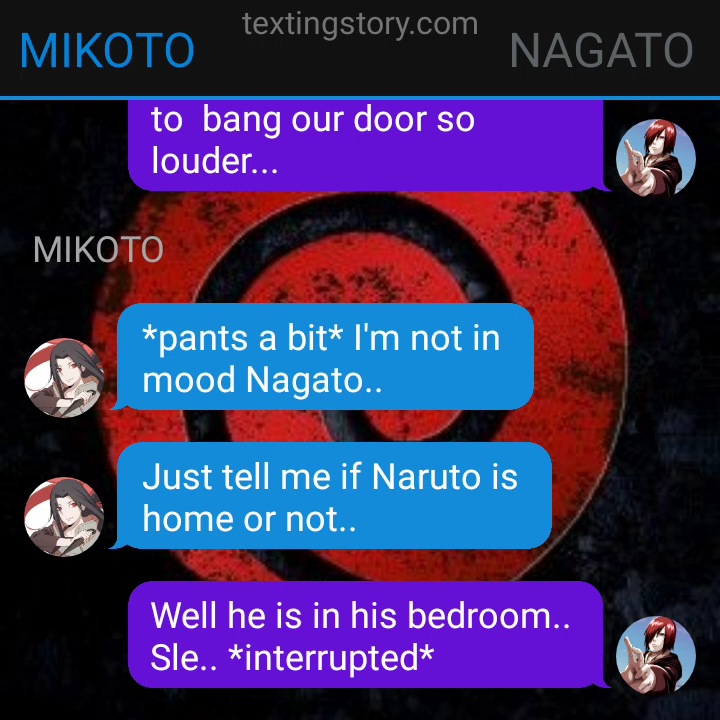 textingstory.com
MIKOTO
NAGATO
to bang our door so
louder...
MIKOTO
*pants a bit* I'm not in
mood Nagato..
Just tell me if Naruto is
home or not..
Well he is in his bedroom..
Sle.. *interrupted*